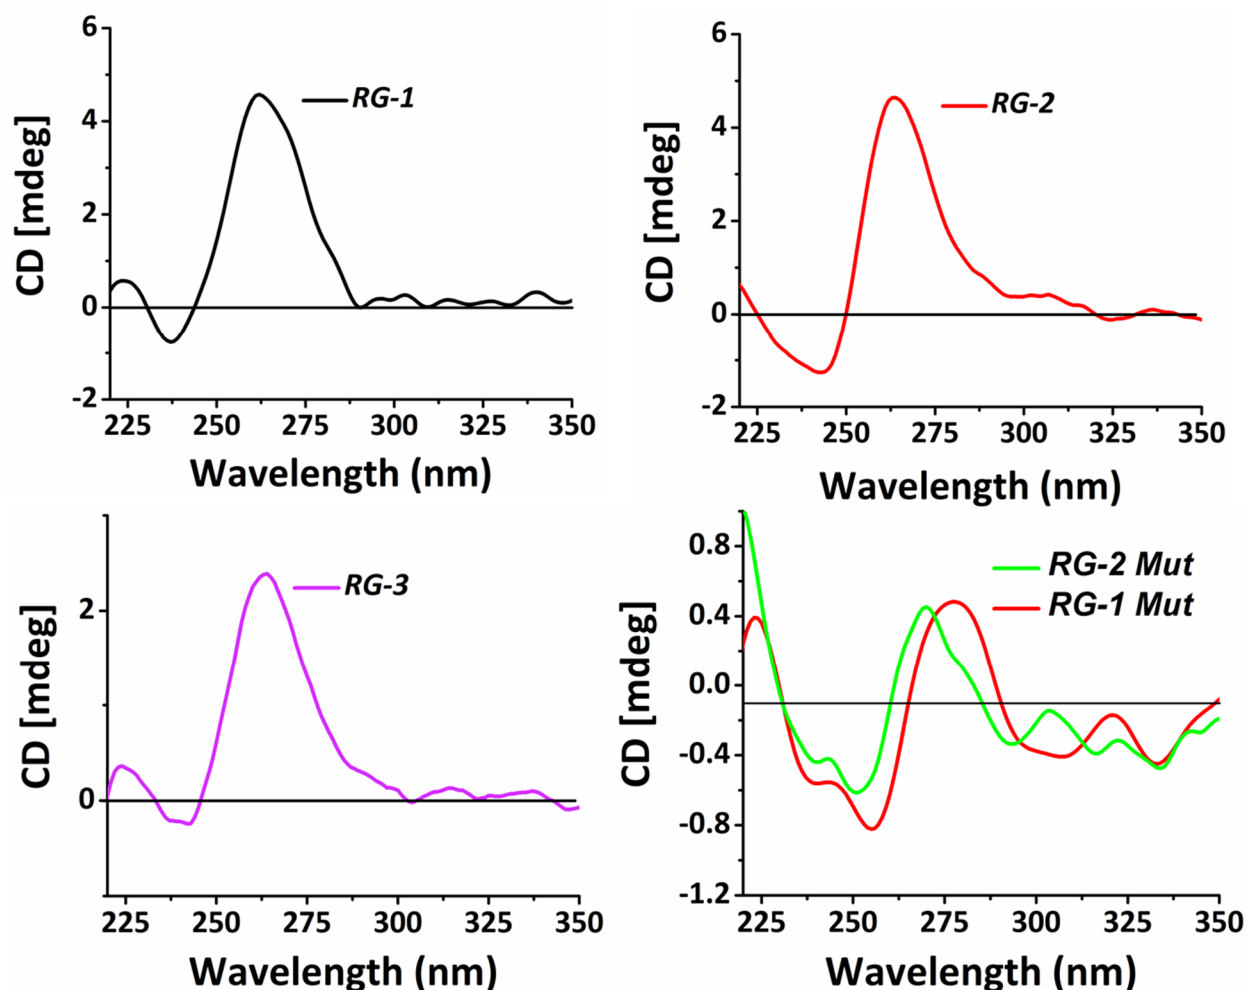 6
4
2
0
-2
CD [mdeg]
RG-1
225 250 275 300 325 350
Wavelength (nm)
6
4
2
0
-2
CD [mdeg]
RG-2
225 250 275 300 325 350
Wavelength (nm)
2
0
CD [mdeg]
RG-3
225 250 275 300 325 350
Wavelength (nm)
0.8
0.4
0.0
-0.4
-0.8
-1.2
CD [mdeg]
RG-2 Mut
RG-1 Mut
225 250 275 300 325 350
Wavelength (nm)